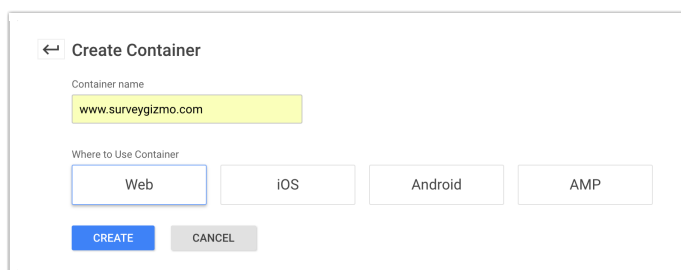 Create Container
Container name
www.surveygizmo.com
Where to Use Container
Web iOS Android AMP
CREATE CANCEL